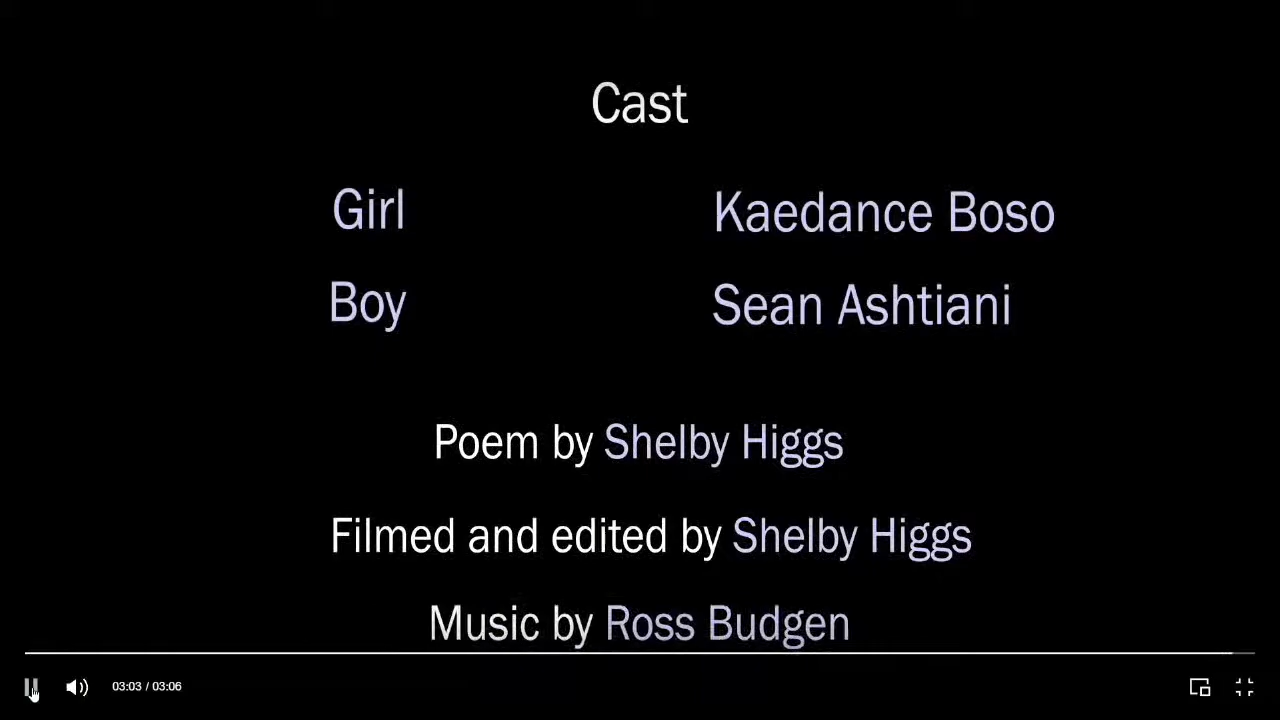 Cast
Girl Kaedance Boso
Boy Sean Ashtiani
Poem by Shelby Higgs
Filmed and edited by Shelby Higgs
Music by Ross Budgen
03:03 / 03:06